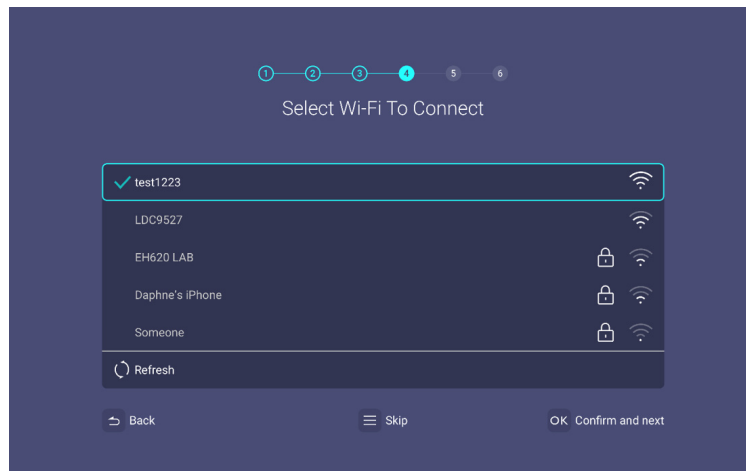 1 2 3 4 5 6
Select Wi-Fi To Connect
test1223
LDC9527
EH620 LAB
Daphne's iPhone
Someone
Refresh
Back Skip OK Confirm and next